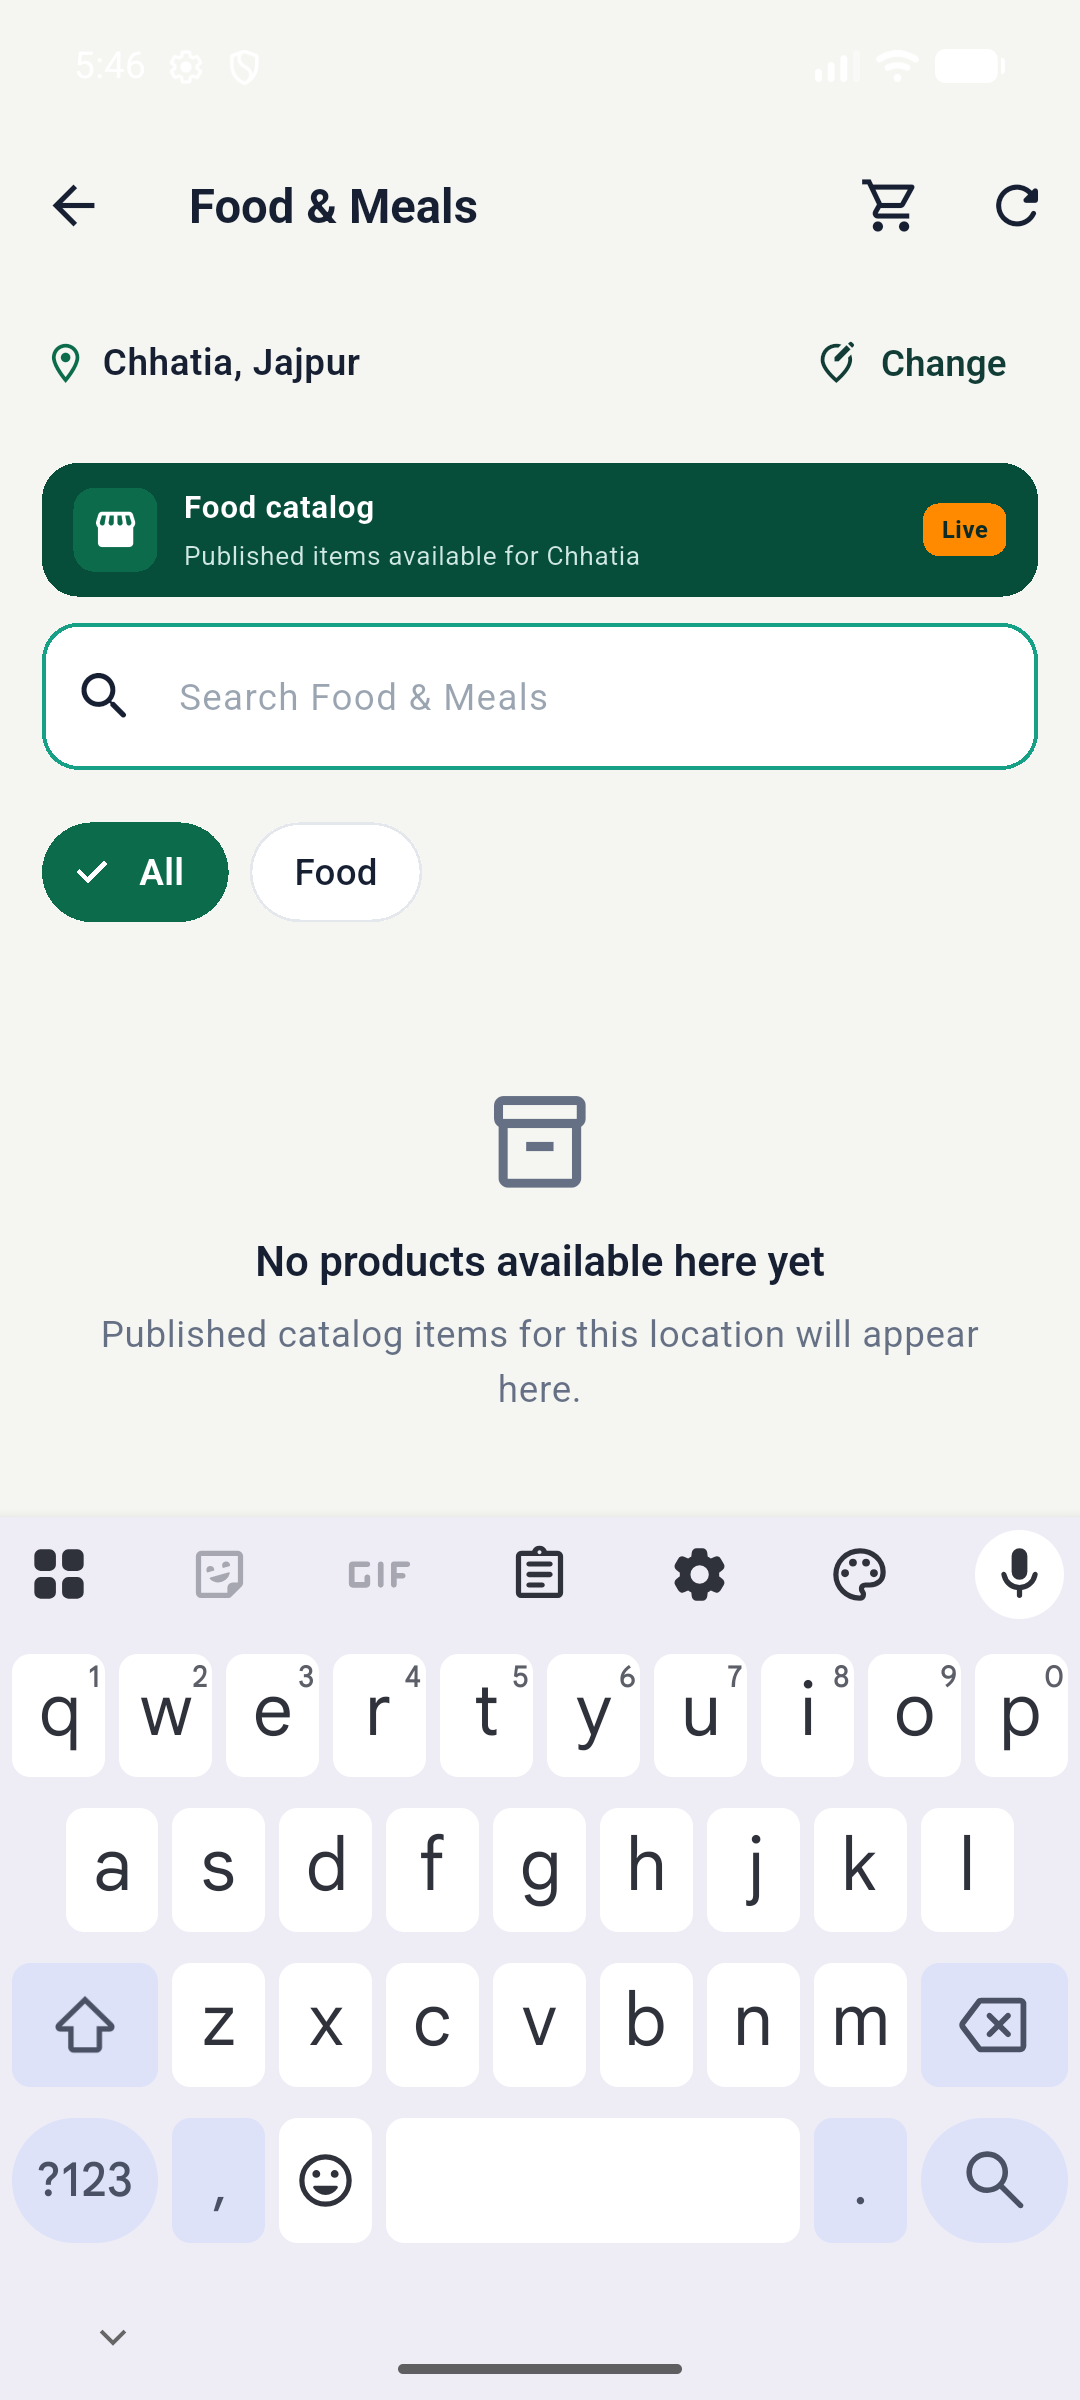 5:46
Food & Meals
Chhatia, Jajpur
Change
Food catalog
Published items available for Chhatia
Live
Search Food & Meals
All
Food
No products available here yet
Published catalog items for this location will appear
here.
GIF
1 2 3 4 5 6 7 8 9 0
q w e r t y u i o p
a s d f g h j k l
z x c v b n m
?123 , .